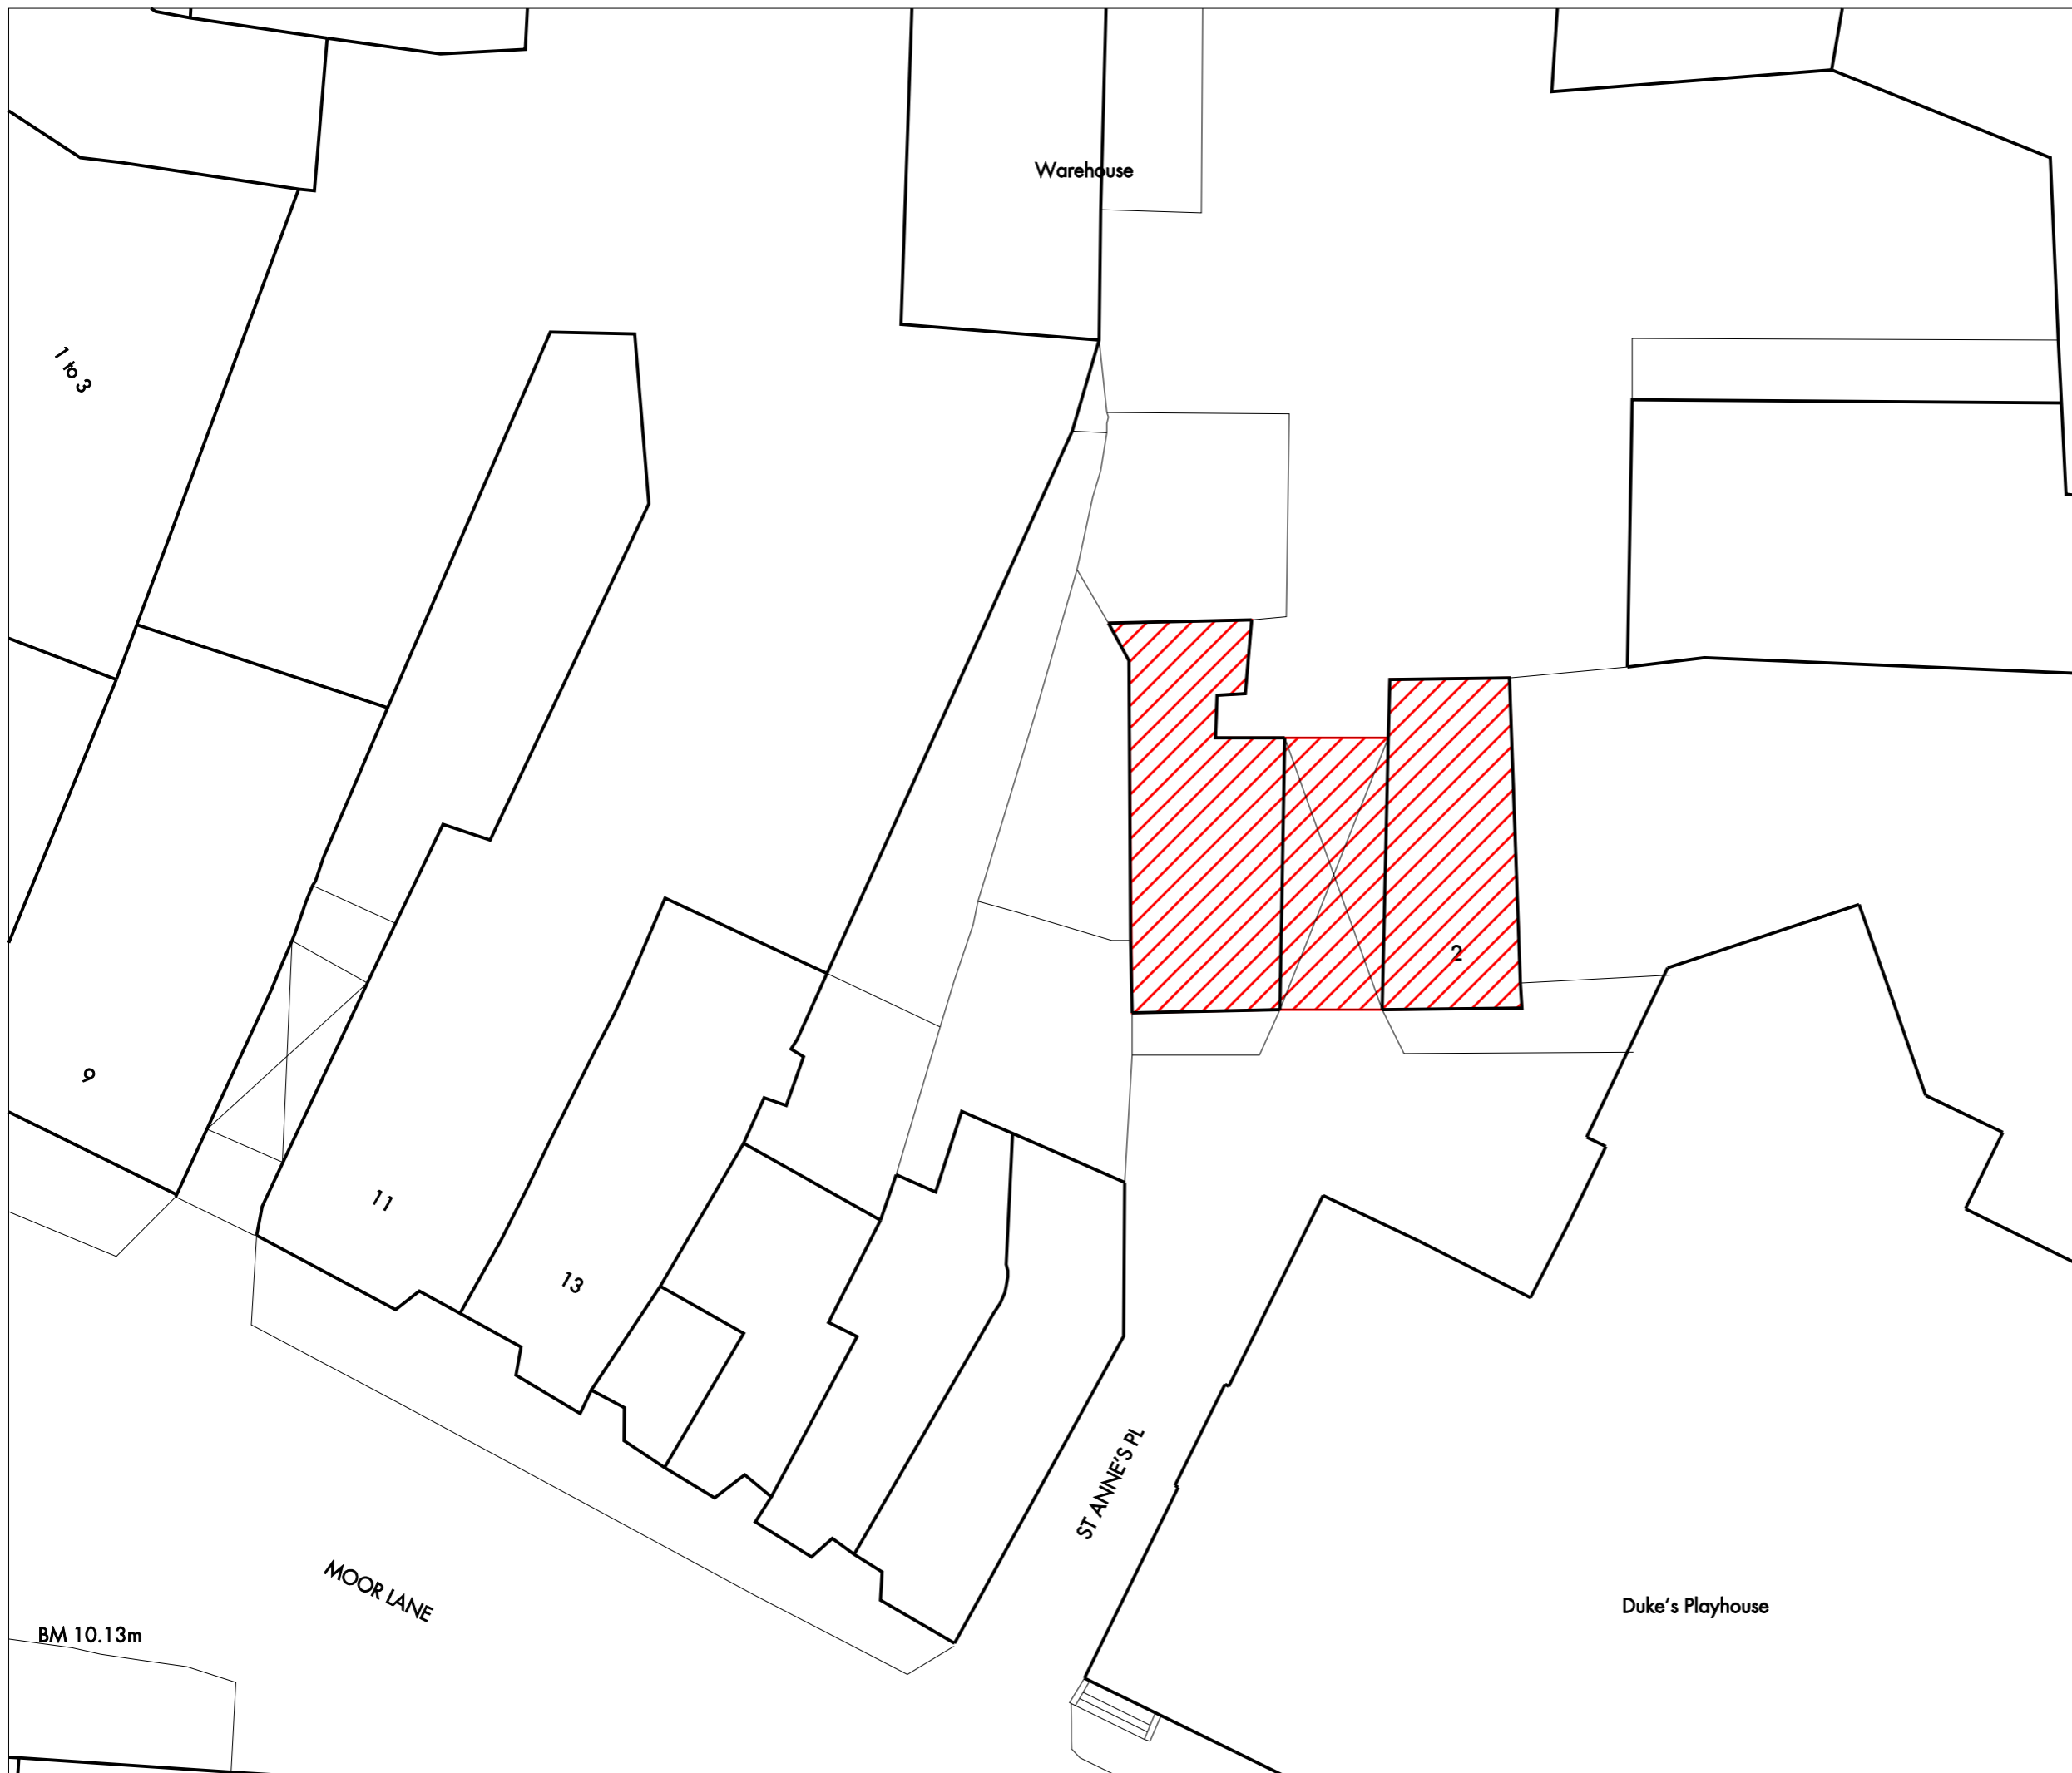 Warehouse
1 to 3
2
9
11
13
ST ANNE'S PL
MOOR LANE
Duke's Playhouse
BM 10.13m